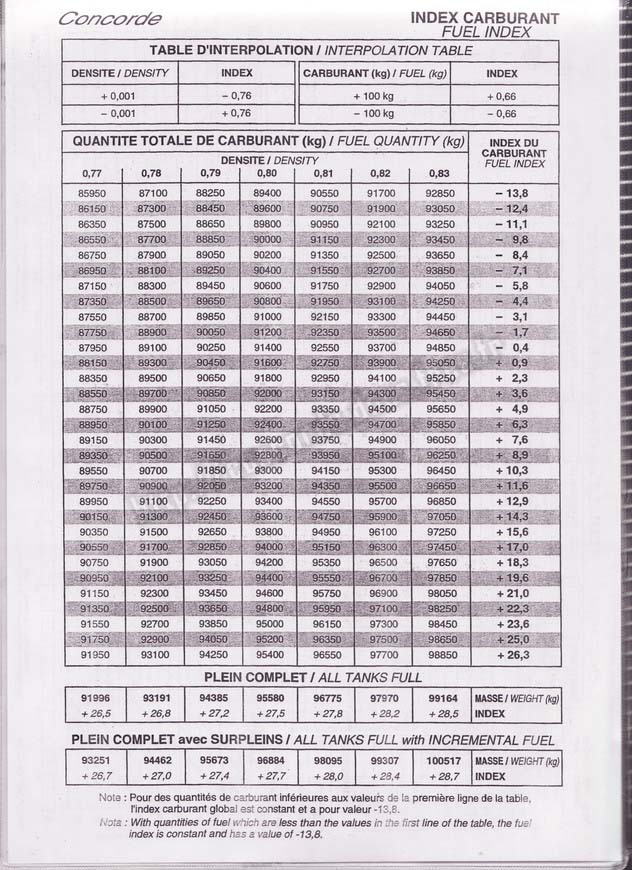 Concorde
INDEX CARBURANT
FUEL INDEX
TABLE D'INTERPOLATION / INTERPOLATION TABLE
DENSITE / DENSITY INDEX CARBURANT (kg) / FUEL (kg) INDEX
+ 0,001 − 0,76 + 100 kg + 0,66
− 0,001 + 0,76 − 100 kg − 0,66
QUANTITE TOTALE DE CARBURANT (kg) / FUEL QUANTITY (kg) INDEX DU CARBURANT FUEL INDEX
DENSITE / DENSITY
0,77 0,78 0,79 0,80 0,81 0,82 0,83
85950 87100 88250 89400 90550 91700 92850 − 13,8
86150 87300 88450 89600 90750 91900 93050 − 12,4
86350 87500 88650 89800 90950 92100 93250 − 11,1
86550 87700 88850 90000 91150 92300 93450 − 9,8
86750 87900 89050 90200 91350 92500 93650 − 8,4
86950 88100 89250 90400 91550 92700 93850 − 7,1
87150 88300 89450 90600 91750 92900 94050 − 5,8
87350 88500 89650 90800 91950 93100 94250 − 4,4
87550 88700 89850 91000 92150 93300 94450 − 3,1
87750 88900 90050 91200 92350 93500 94650 − 1,7
87950 89100 90250 91400 92550 93700 94850 − 0,4
88150 89300 90450 91600 92750 93900 95050 + 0,9
88350 89500 90650 91800 92950 94100 95250 + 2,3
88550 89700 90850 92000 93150 94300 95450 + 3,6
88750 89900 91050 92200 93350 94500 95650 + 4,9
88950 90100 91250 92400 93550 94700 95850 + 6,3
89150 90300 91450 92600 93750 94900 96050 + 7,6
89350 90500 91650 92800 93950 95100 96250 + 8,9
89550 90700 91850 93000 94150 95300 96450 + 10,3
89750 90900 92050 93200 94350 95500 96650 + 11,6
89950 91100 92250 93400 94550 95700 96850 + 12,9
90150 91300 92450 93600 94750 95900 97050 + 14,3
90350 91500 92650 93800 94950 96100 97250 + 15,6
90550 91700 92850 94000 95150 96300 97450 + 17,0
90750 91900 93050 94200 95350 96500 97650 + 18,3
90950 92100 93250 94400 95550 96700 97850 + 19,6
91150 92300 93450 94600 95750 96900 98050 + 21,0
91350 92500 93650 94800 95950 97100 98250 + 22,3
91550 92700 93850 95000 96150 97300 98450 + 23,6
91750 92900 94050 95200 96350 97500 98650 + 25,0
91950 93100 94250 95400 96550 97700 98850 + 26,3
PLEIN COMPLET / ALL TANKS FULL
91996 93191 94385 95580 96775 97970 99164 MASSE / WEIGHT (kg)
+ 26,5 + 26,8 + 27,2 + 27,5 + 27,8 + 28,2 + 28,5 INDEX
PLEIN COMPLET avec SURPLEINS / ALL TANKS FULL with INCREMENTAL FUEL
93251 94462 95673 96884 98095 99307 100517 MASSE / WEIGHT (kg)
+ 26,7 + 27,0 + 27,4 + 27,7 + 28,0 + 28,4 + 28,7 INDEX
Note : Pour des quantités de carburant inférieures aux valeurs de la première ligne de la table,
l'index carburant global est constant et a pour valeur -13,8.
Nota : With quantities of fuel which are less than the values in the first line of the table, the fuel
index is constant and has a value of -13,8.